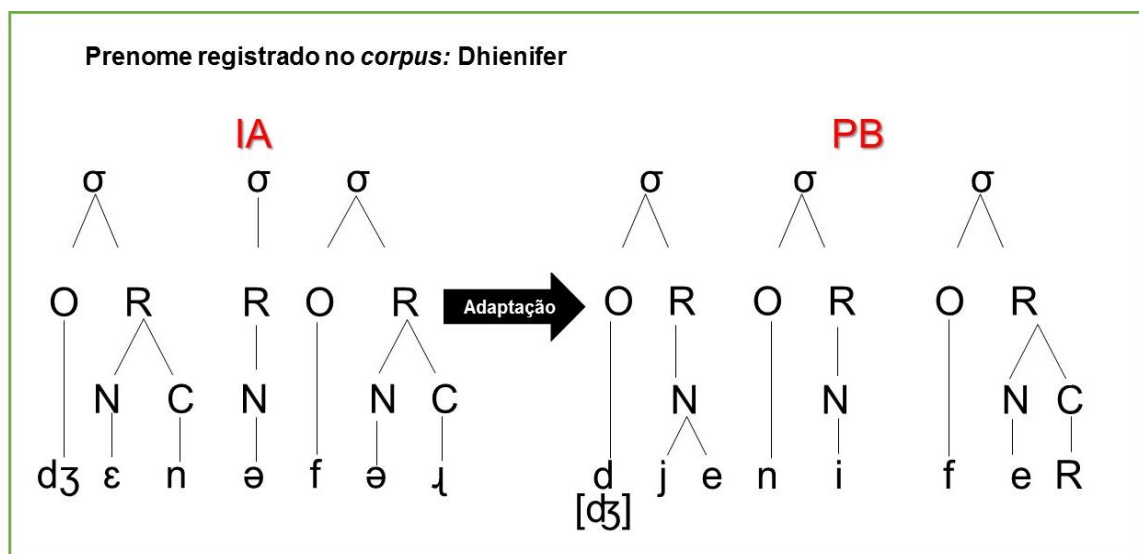 Prenome registrado no corpus: Dhienifer
IA PB
σ σ σ σ σ σ
O R R O R Adaptação O R O R O R
N C N N C N N N C
dʒ ɛ n ə f ə ɻ d j e n i f e R
[dʒ]